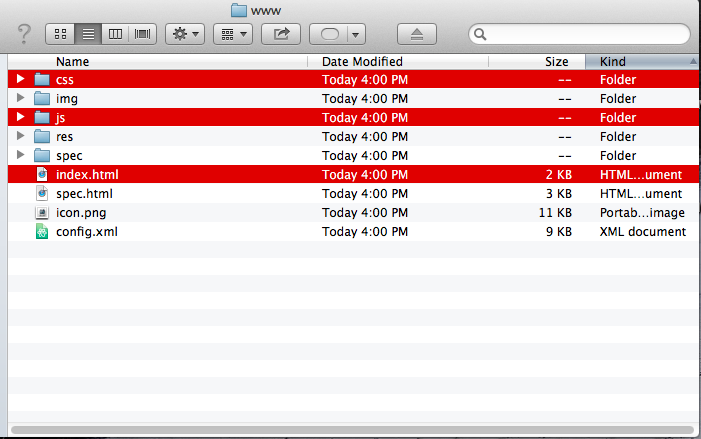 www
Name Date Modified Size Kind
css Today 4:00 PM -- Folder
img Today 4:00 PM -- Folder
js Today 4:00 PM -- Folder
res Today 4:00 PM -- Folder
spec Today 4:00 PM -- Folder
index.html Today 4:00 PM 2 KB HTML...ument
spec.html Today 4:00 PM 3 KB HTML...ument
icon.png Today 4:00 PM 11 KB Portab...image
config.xml Today 4:00 PM 9 KB XML document